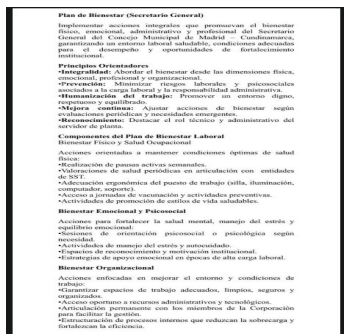 Plan de Bienestar (Secretario General)
Implementar acciones integrales que promuevan el bienestar
físico, emocional, administrativo y profesional del Secretario
General del Concejo Municipal de Madrid – Cundinamarca,
garantizando un entorno laboral saludable, condiciones adecuadas
para el desempeño y oportunidades de fortalecimiento
institucional.
Principios Orientadores
•Integralidad: Abordar el bienestar desde las dimensiones física,
emocional, profesional y organizacional.
•Prevención: Minimizar riesgos laborales y psicosociales
asociados a la carga laboral y la responsabilidad administrativa.
•Humanización del trabajo: Promover un entorno digno,
respetuoso y equilibrado.
•Mejora continua: Ajustar acciones de bienestar según
evaluaciones periódicas y necesidades emergentes.
•Reconocimiento: Destacar el rol técnico y administrativo del
servidor de planta.
Componentes del Plan de Bienestar Laboral
Bienestar Físico y Salud Ocupacional
Acciones orientadas a mantener condiciones óptimas de salud
física:
•Realización de pausas activas semanales.
•Valoraciones de salud periódicas en articulación con entidades
de SST.
•Adecuación ergonómica del puesto de trabajo (silla, iluminación,
computador, soporte).
•Acceso a jornadas de vacunación y actividades preventivas.
•Actividades de promoción de estilos de vida saludables.
Bienestar Emocional y Psicosocial
Acciones para fortalecer la salud mental, manejo del estrés y
equilibrio emocional:
•Sesiones de orientación psicosocial o psicológica según
necesidad.
•Actividades de manejo del estrés y autocuidado.
•Espacios de reconocimiento y motivación institucional.
•Estrategias de apoyo emocional en épocas de alta carga laboral.
Bienestar Organizacional
Acciones enfocadas en mejorar el entorno y condiciones de
trabajo:
•Garantizar espacios de trabajo adecuados, limpios, seguros y
organizados.
•Acceso oportuno a recursos administrativos y tecnológicos.
•Articulación permanente con los miembros de la Corporación
para facilitar la gestión.
•Estructuración de procesos internos que reduzcan la sobrecarga y
fortalezcan la eficiencia.